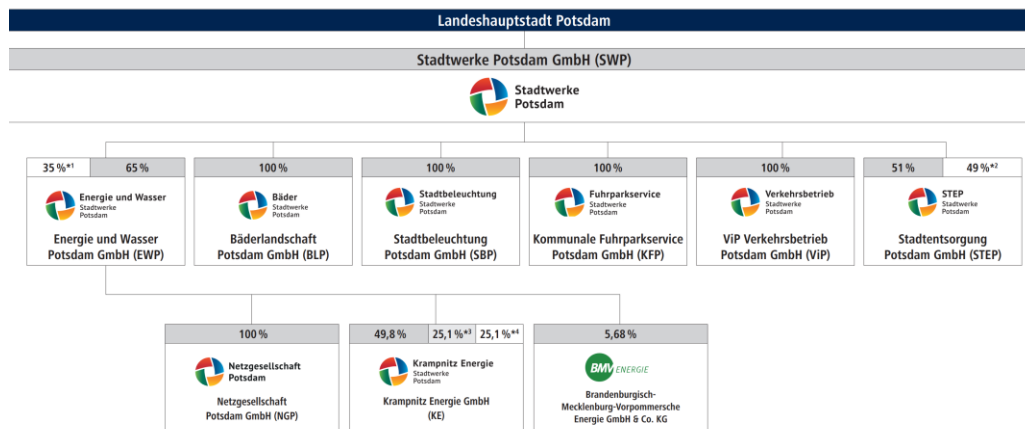 Landeshauptstadt Potsdam
Stadtwerke Potsdam GmbH (SWP)
Stadtwerke
Potsdam
35 %*1 65 %
Energie und Wasser
Stadtwerke
Potsdam
Energie und Wasser
Potsdam GmbH (EWP)
100 %
Bäder
Stadtwerke
Potsdam
Bäderlandschaft
Potsdam GmbH (BLP)
100 %
Stadtbeleuchtung
Stadtwerke
Potsdam
Stadtbeleuchtung
Potsdam GmbH (SBP)
100 %
Fuhrparkservice
Stadtwerke
Potsdam
Kommunale Fuhrparkservice
Potsdam GmbH (KFP)
100 %
Verkehrsbetrieb
Stadtwerke
Potsdam
ViP Verkehrsbetrieb
Potsdam GmbH (ViP)
51 % 49 %*2
STEP
Stadtwerke
Potsdam
Stadtentsorgung
Potsdam GmbH (STEP)
100 %
Netzgesellschaft
Potsdam
Netzgesellschaft
Potsdam GmbH (NGP)
49,8 % 25,1 %*3 25,1 %*4
Krampnitz Energie
Stadtwerke
Potsdam
Krampnitz Energie GmbH
(KE)
5,68 %
BMV ENERGIE
Brandenburgisch-
Mecklenburg-Vorpommersche
Energie GmbH & Co. KG